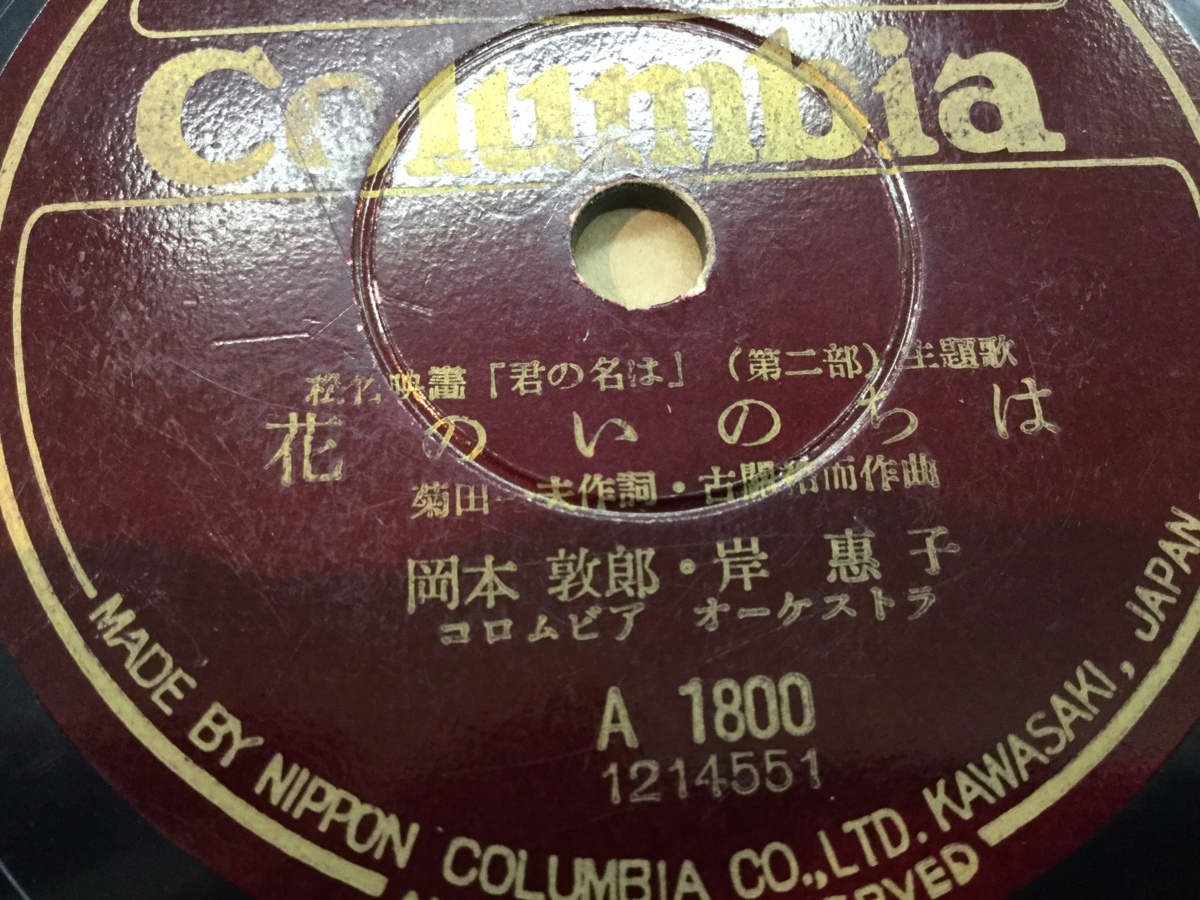 Columbia
松竹映畫「君の名は」(第二部)主題歌
花のいのちは
菊田一夫作詞・古関裕而作曲
岡本 敦郎・岸 惠子
コロムビア オーケストラ
A 1800
1214551
MADE BY NIPPON COLUMBIA CO., LTD. KAWASAKI, JAPAN